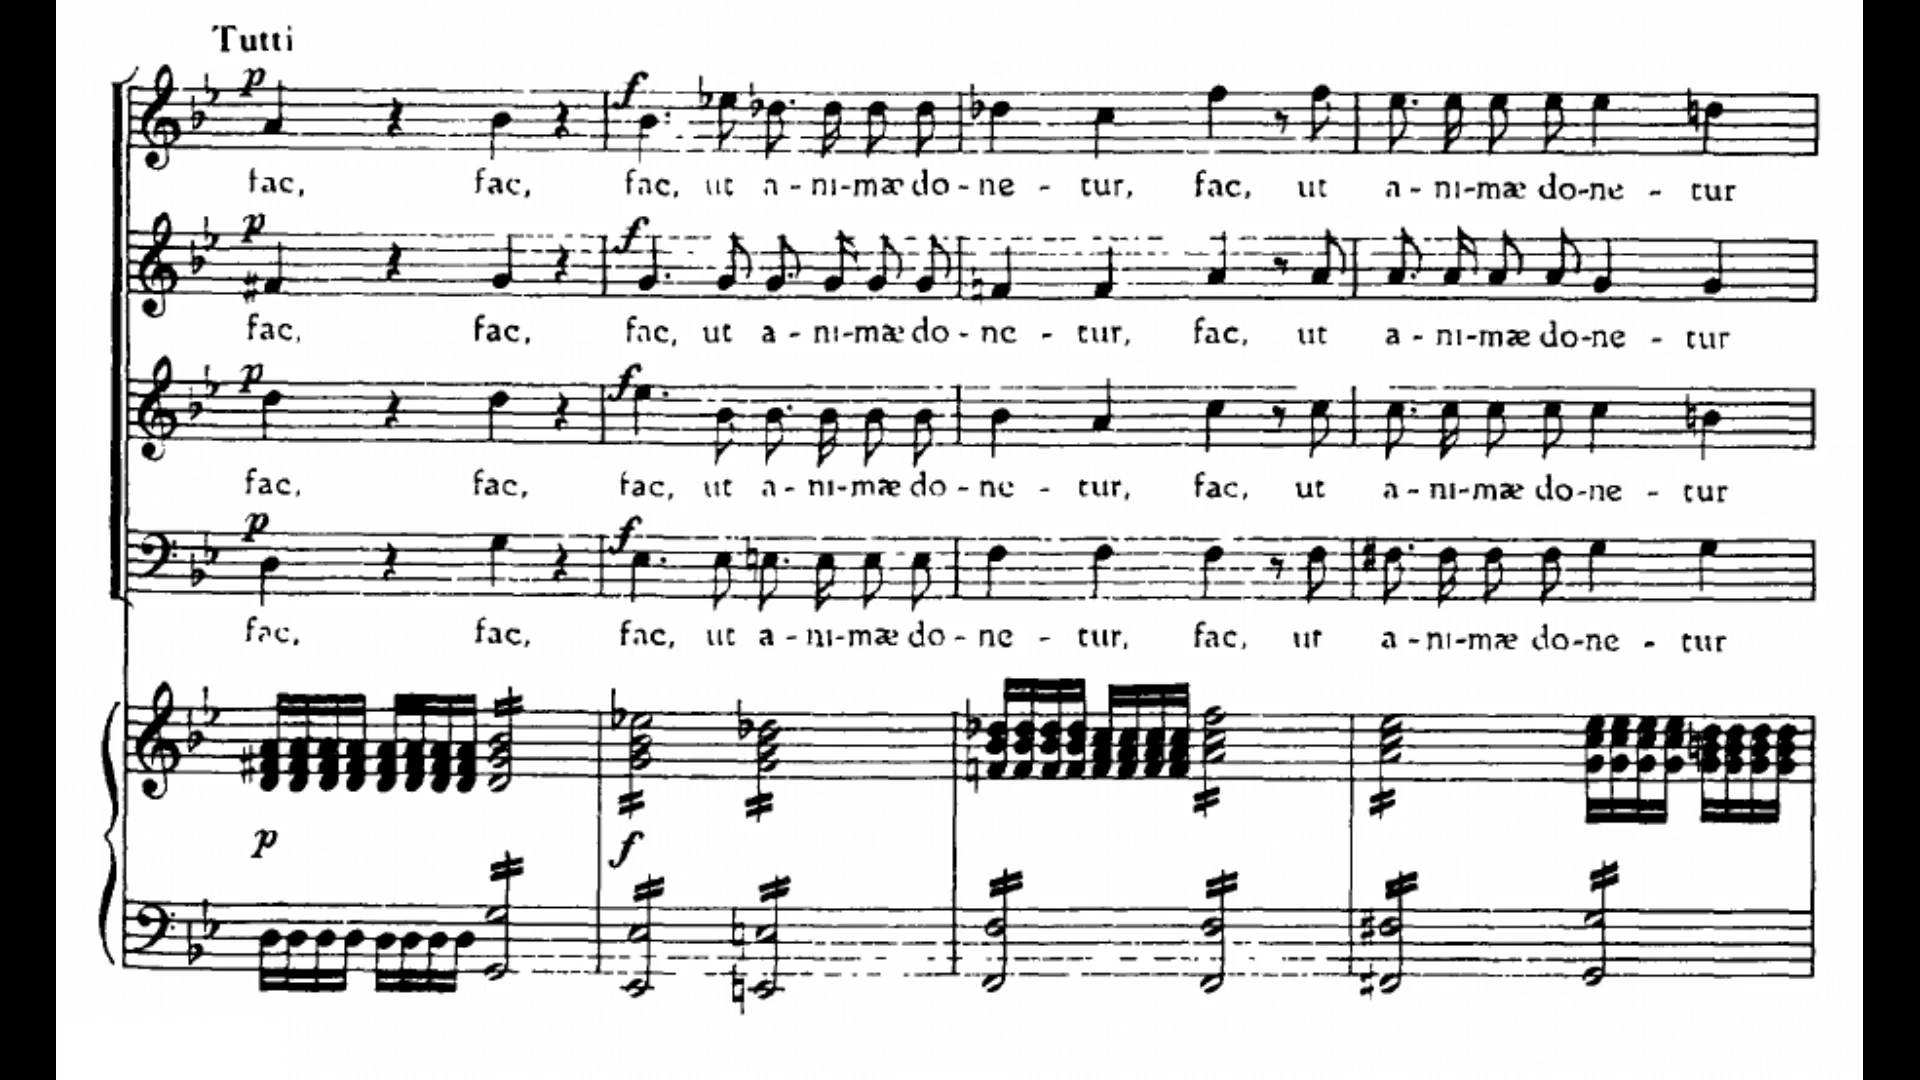 Tutti
p f
fac, fac, fac, ut a - ni-mæ do - ne - tur, fac, ut a - ni-mæ do-ne - tur
p f
fac, fac, fac, ut a - ni-mæ do - ne - tur, fac, ut a - ni-mæ do-ne - tur
p f
fac, fac, fac, ut a - ni-mæ do - ne - tur, fac, ut a - ni-mæ do-ne - tur
p f
fac, fac, fac, ut a - ni-mæ do - ne - tur, fac, ut a - ni-mæ do-ne - tur
p f